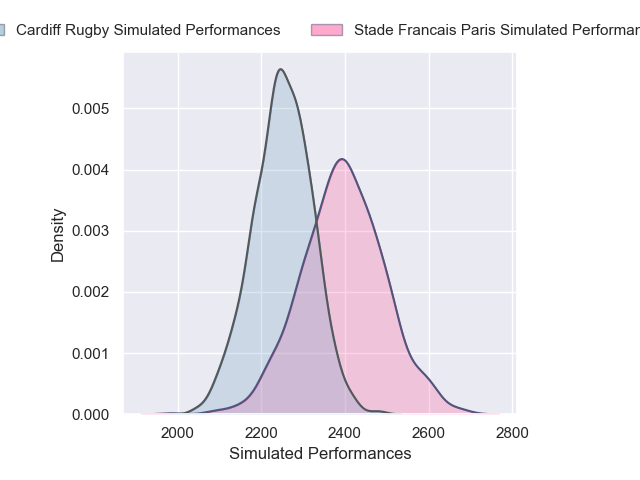 Cardiff Rugby Simulated Performances Stade Francais Paris Simulated
0.005
0.004
0.003
0.002
0.001
0.000
Density
2000 2200 2400 2600 2800
Simulated Performances